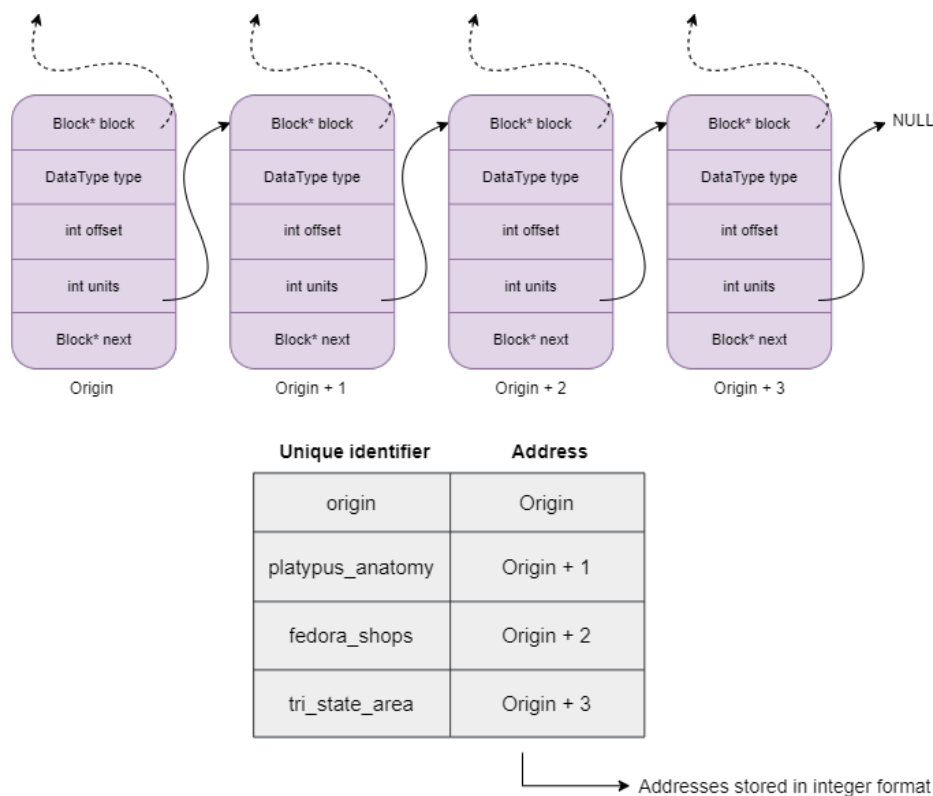 Block* block
DataType type
int offset
int units
Block* next
Origin
Block* block
DataType type
int offset
int units
Block* next
Origin + 1
Block* block
DataType type
int offset
int units
Block* next
Origin + 2
Block* block
DataType type
int offset
int units
Block* next
Origin + 3
NULL
Unique identifier Address
origin Origin
platypus_anatomy Origin + 1
fedora_shops Origin + 2
tri_state_area Origin + 3
Addresses stored in integer format